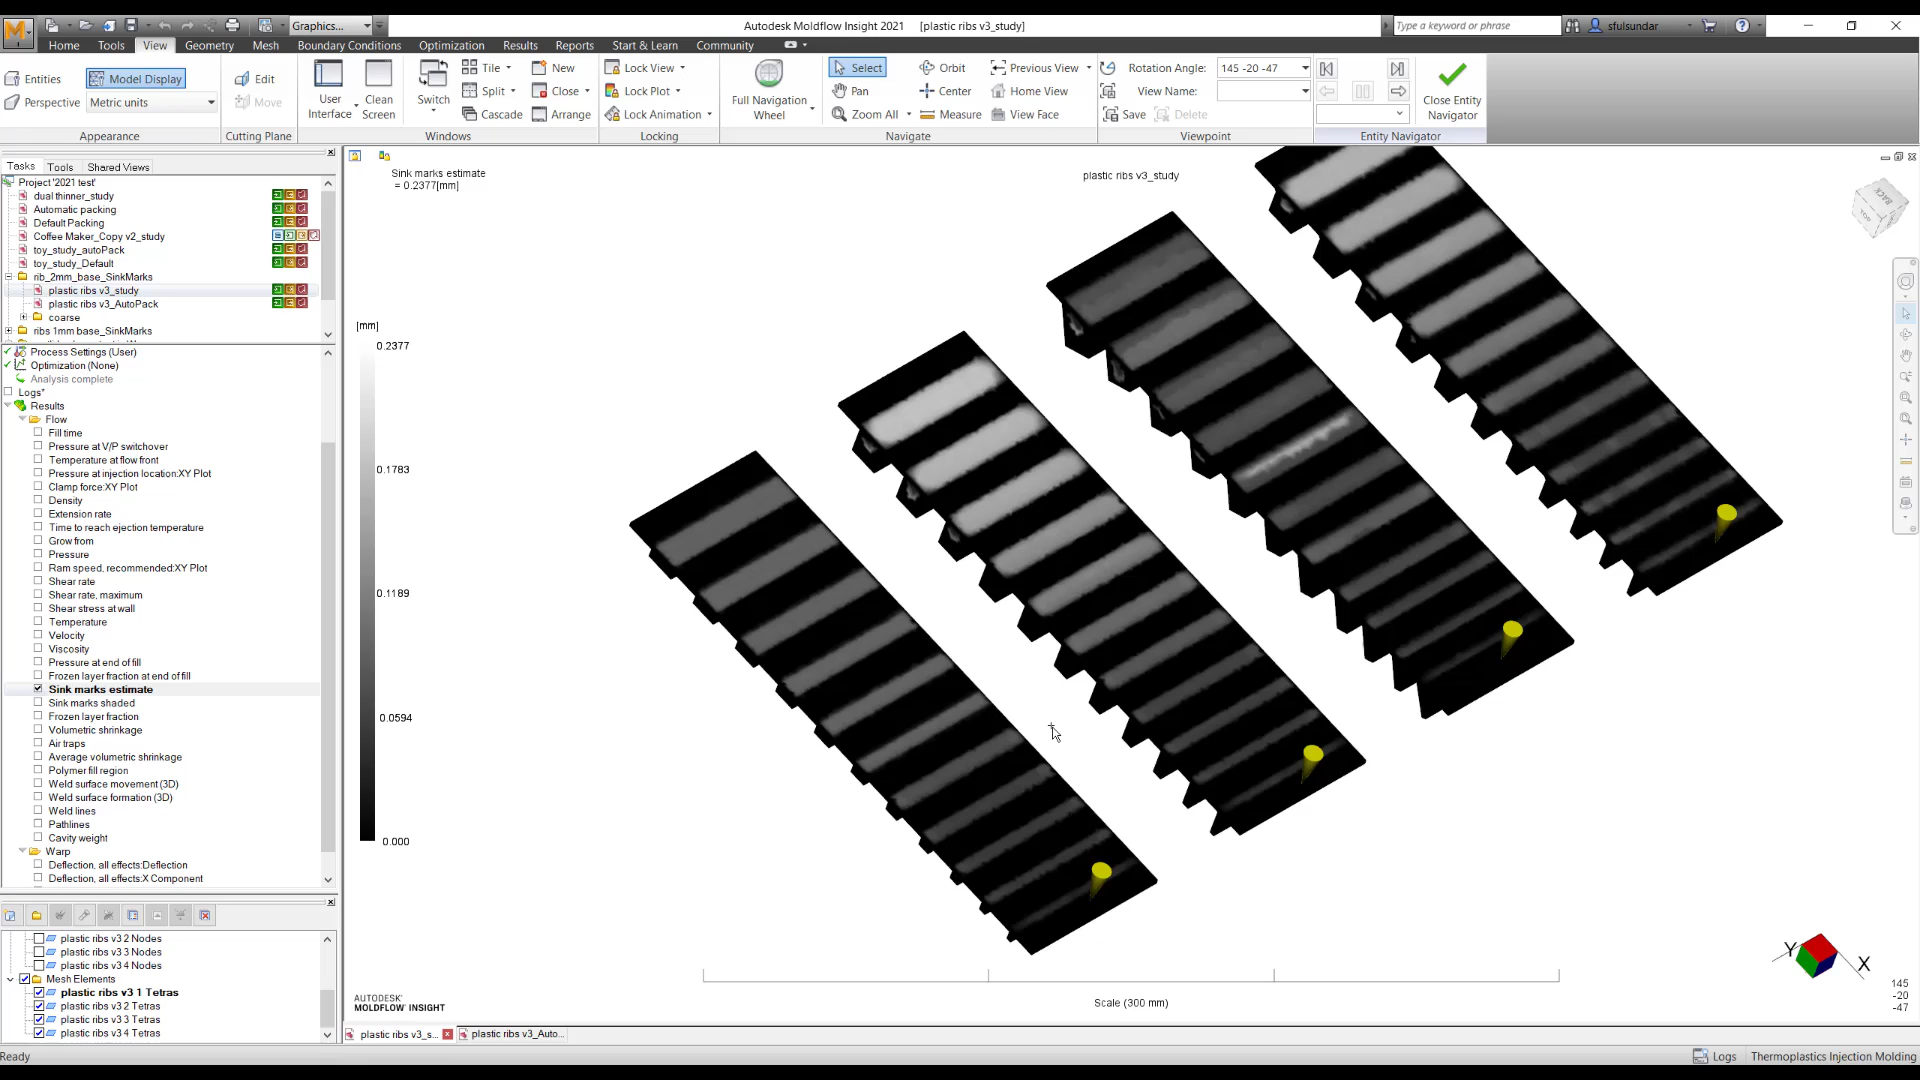 Graphics...
Autodesk Moldflow Insight 2021 [plastic ribs v3_study]
Type a keyword or phrase
sfulsundar
Home Tools View Geometry Mesh Boundary Conditions Optimization Results Reports Start & Learn Community
Entities
Model Display
Perspective
Metric units
Appearance
Edit
Move
Cutting Plane
User Interface
Clean Screen
Switch
Tile
Split
Cascade
New
Close
Arrange
Windows
Lock View
Lock Plot
Lock Animation
Locking
Full Navigation Wheel
Select
Pan
Zoom All
Orbit
Center
Measure
Previous View
Home View
View Face
Navigate
Rotation Angle: 145 -20 -47
View Name:
Save
Delete
Viewpoint
Close Entity Navigator
Entity Navigator
Tasks Tools Shared Views
Project '2021 test'
dual thinner_study
Automatic packing
Default Packing
Coffee Maker_Copy v2_study
toy_study_autoPack
toy_study_Default
rib_2mm_base_SinkMarks
plastic ribs v3_study
plastic ribs v3_AutoPack
coarse
ribs 1mm base_SinkMarks
Process Settings (User)
Optimization (None)
Analysis complete
Logs*
Results
Flow
Fill time
Pressure at V/P switchover
Temperature at flow front
Pressure at injection location:XY Plot
Clamp force:XY Plot
Density
Extension rate
Time to reach ejection temperature
Grow from
Pressure
Ram speed, recommended:XY Plot
Shear rate
Shear rate, maximum
Shear stress at wall
Temperature
Velocity
Viscosity
Pressure at end of fill
Frozen layer fraction at end of fill
Sink marks estimate
Sink marks shaded
Frozen layer fraction
Volumetric shrinkage
Air traps
Average volumetric shrinkage
Polymer fill region
Weld surface movement (3D)
Weld surface formation (3D)
Weld lines
Pathlines
Cavity weight
Warp
Deflection, all effects:Deflection
Deflection, all effects:X Component
plastic ribs v3 2 Nodes
plastic ribs v3 3 Nodes
plastic ribs v3 4 Nodes
Mesh Elements
plastic ribs v3 1 Tetras
plastic ribs v3 2 Tetras
plastic ribs v3 3 Tetras
plastic ribs v3 4 Tetras
Sink marks estimate
= 0.2377[mm]
plastic ribs v3_study
[mm]
0.2377
0.1783
0.1189
0.0594
0.000
TOP
BACK
Y
X
145
-20
-47
AUTODESK'
MOLDFLOW INSIGHT
Scale (300 mm)
plastic ribs v3_s...
plastic ribs v3_Auto...
Ready
Logs
Thermoplastics Injection Molding